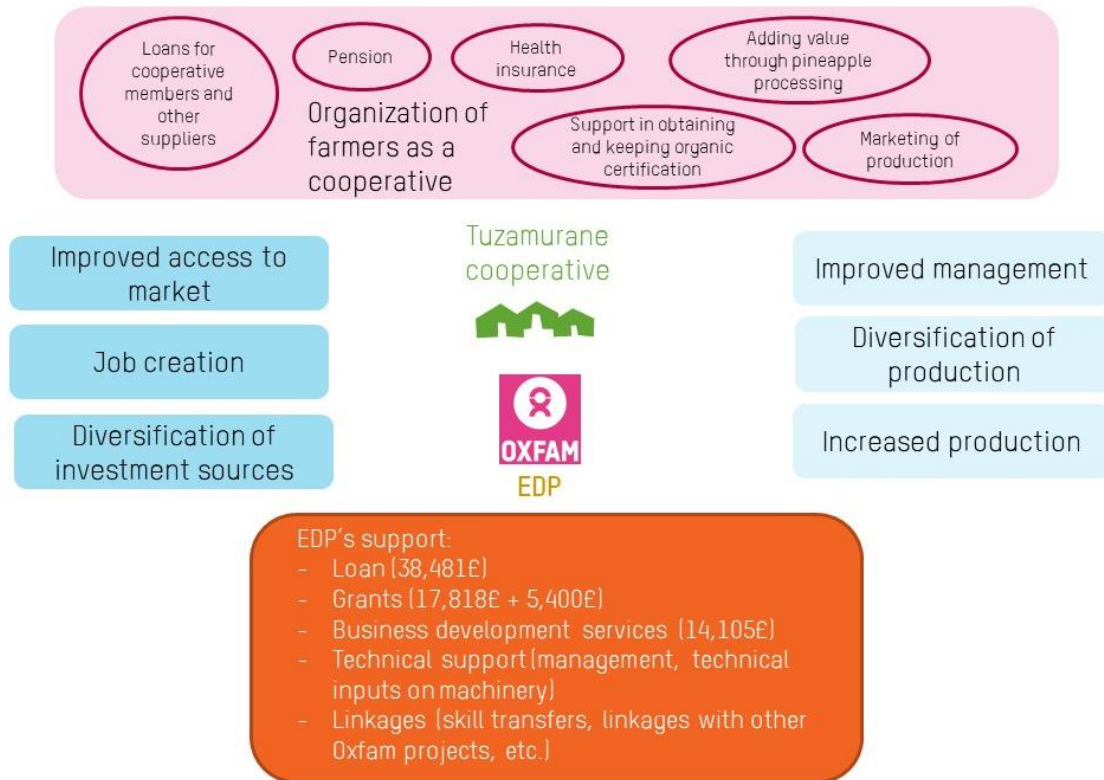 Loans for
cooperative
members and
other
suppliers
Pension
Health
insurance
Adding value
through pineapple
processing
Organization of
farmers as a
cooperative
Support in obtaining
and keeping organic
certification
Marketing of
production
Improved access to
market
Job creation
Diversification of
investment sources
Tuzamurane
cooperative
OXFAM
EDP
Improved management
Diversification of
production
Increased production
EDP's support:
- Loan (38,481£)
- Grants (17,818£ + 5,400£)
- Business development services (14,105£)
- Technical support(management, technical
inputs on machinery)
- Linkages (skill transfers, linkages with other
Oxfam projects, etc.)